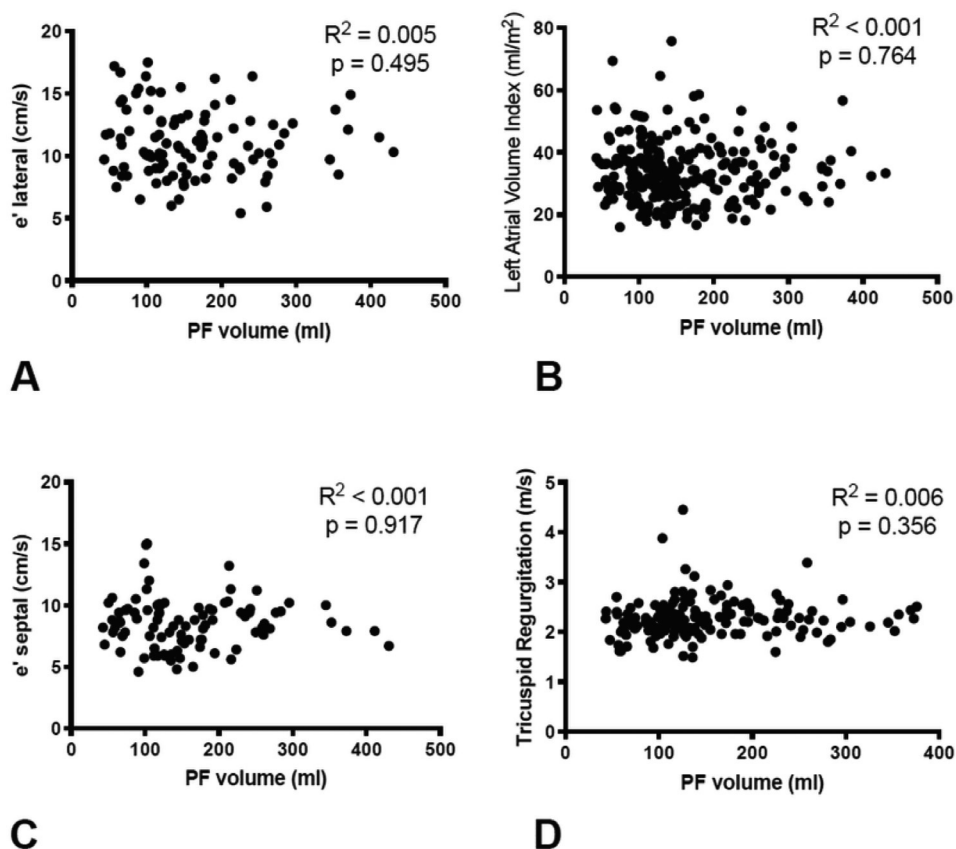 20
15
10
5
0
e' lateral (cm/s)
R² = 0.005
p = 0.495
0 100 200 300 400 500
PF volume (ml)
A
80
60
40
20
0
Left Atrial Volume Index (ml/m²)
R² < 0.001
p = 0.764
0 100 200 300 400 500
PF volume (ml)
B
20
15
10
5
0
e' septal (cm/s)
R² < 0.001
p = 0.917
0 100 200 300 400 500
PF volume (ml)
C
5
4
3
2
1
0
Tricuspid Regurgitation (m/s)
R² = 0.006
p = 0.356
0 100 200 300 400
PF volume (ml)
D